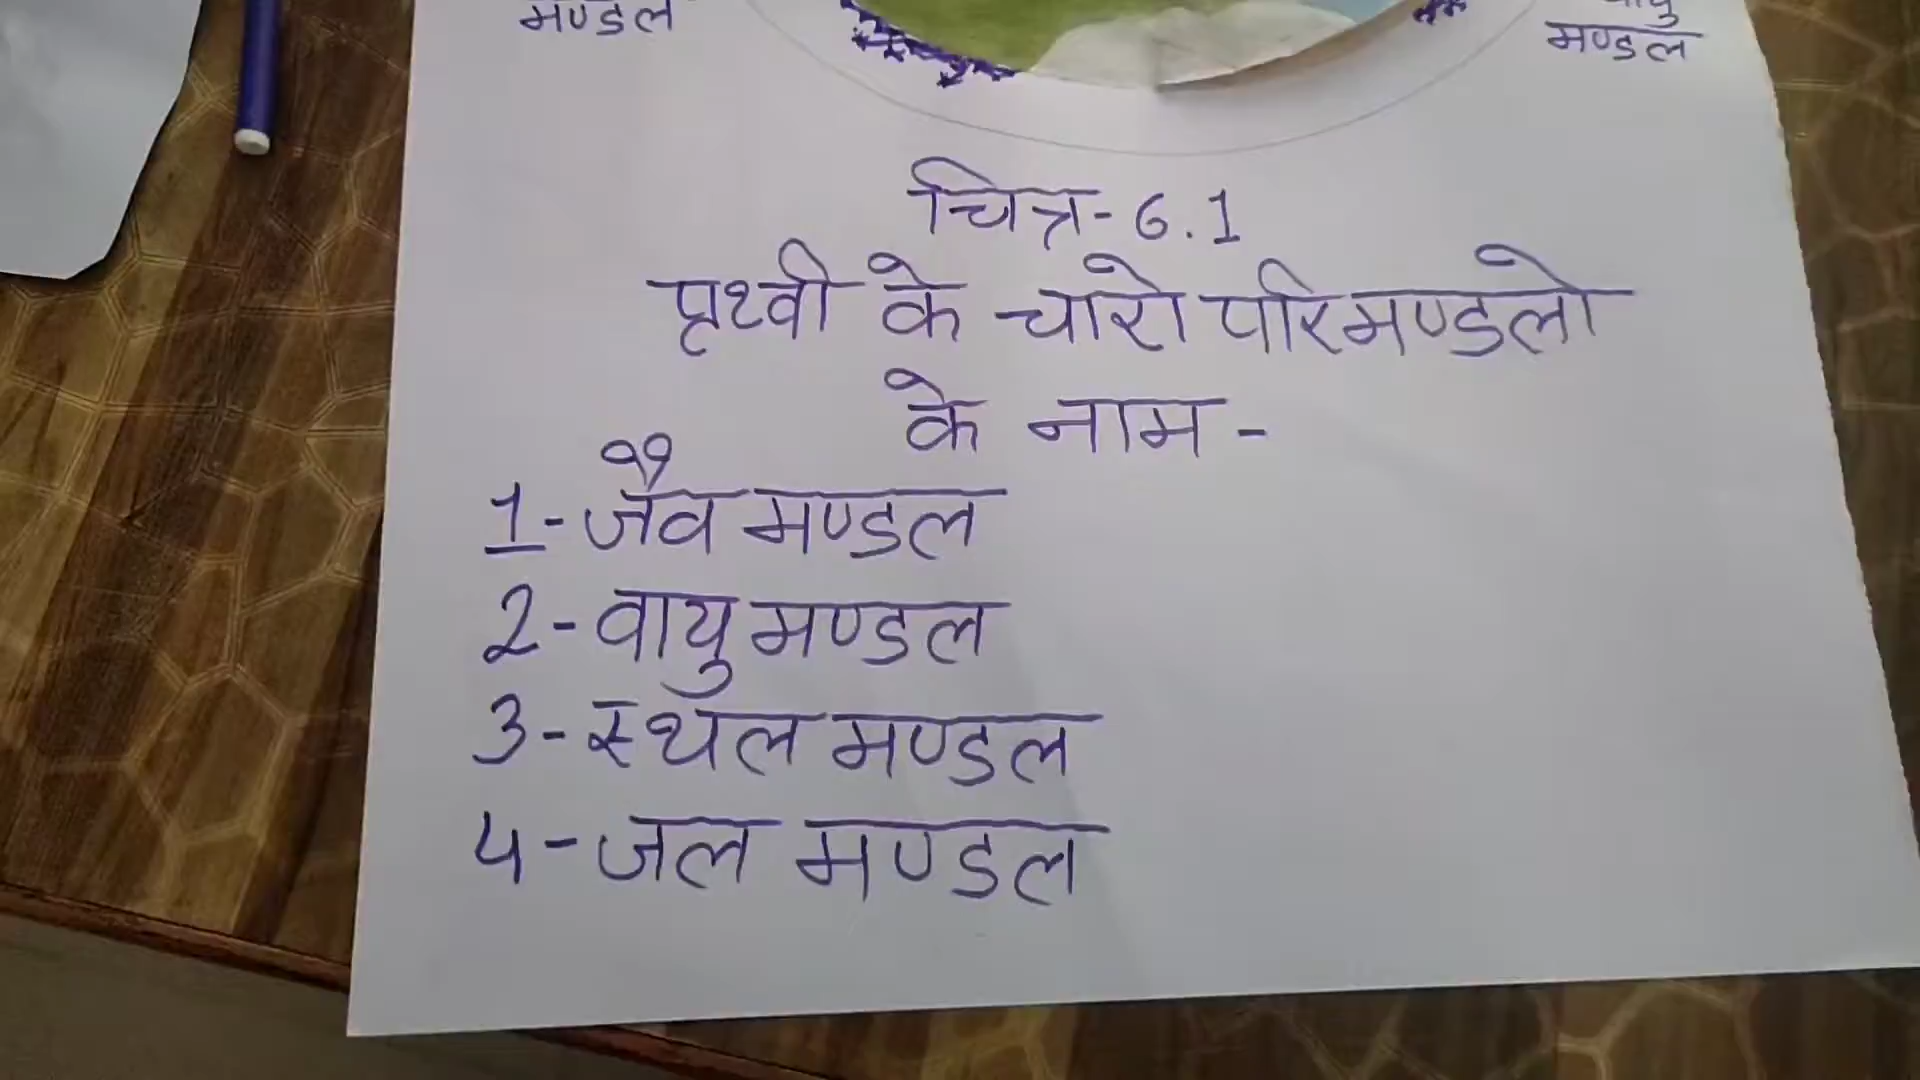 मण्डल
वायु
मण्डल
चित्र- 6.1
पृथ्वी के चारो परिमण्डलो
के नाम -
1- जैव मण्डल
2- वायु मण्डल
3- स्थल मण्डल
4- जल मण्डल